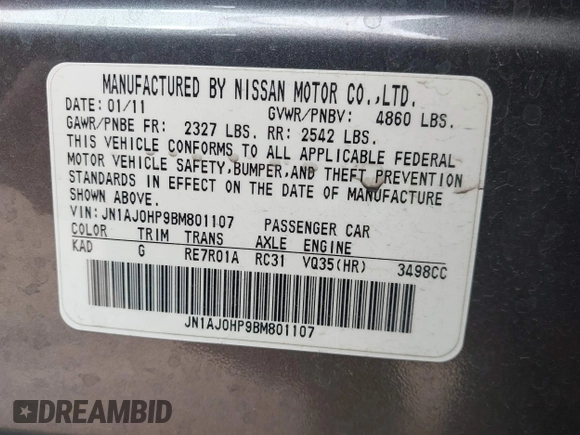 MANUFACTURED BY NISSAN MOTOR CO.,LTD.
DATE: 01/11 GVWR/PNBV: 4860 LBS.
GAWR/PNBE FR: 2327 LBS. RR: 2542 LBS.
THIS VEHICLE CONFORMS TO ALL APPLICABLE FEDERAL
MOTOR VEHICLE SAFETY,BUMPER,AND THEFT PREVENTION
STANDARDS IN EFFECT ON THE DATE OF MANUFACTURE
SHOWN ABOVE.
VIN: JN1AJ0HP9BM801107 PASSENGER CAR
COLOR TRIM TRANS AXLE ENGINE
KAD G RE7R01A RC31 VQ35(HR) 3498CC
JN1AJ0HP9BM801107
DREAMBID